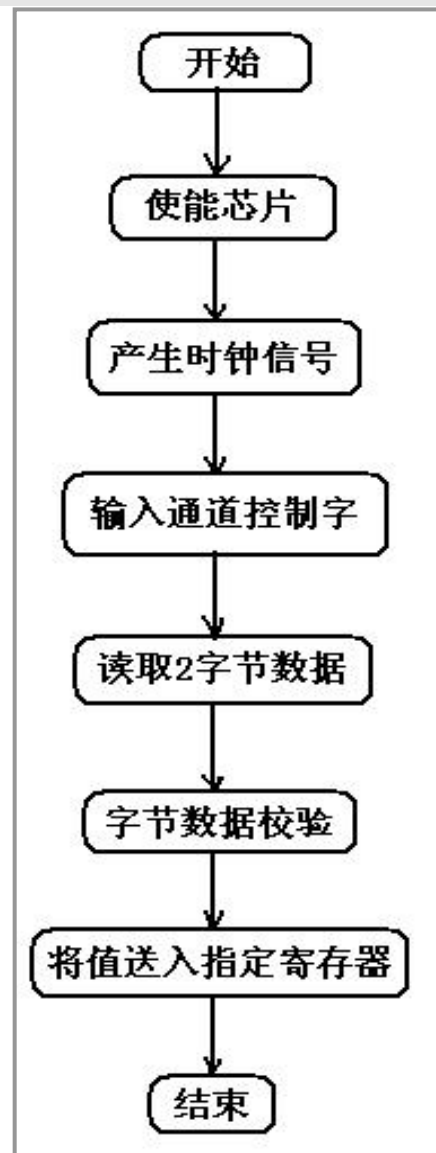 开始
使能芯片
产生时钟信号
输入通道控制字
读取2字节数据
字节数据校验
将值送入指定寄存器
结束